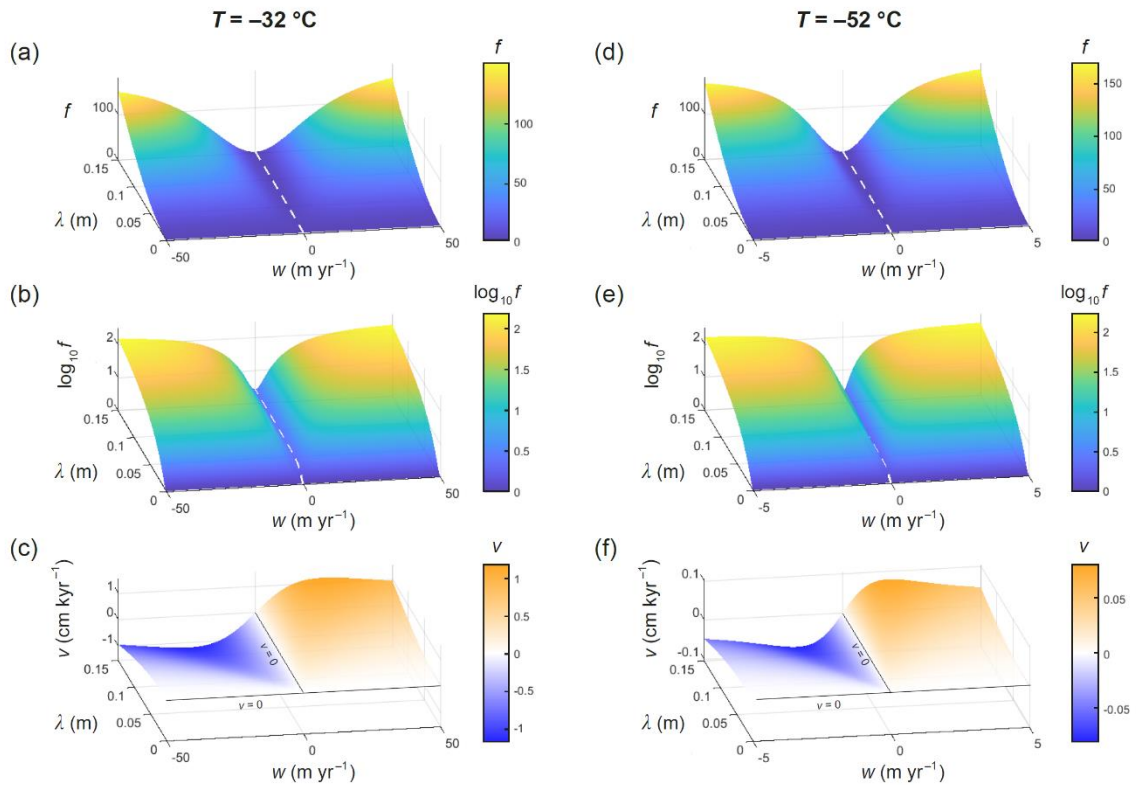 T = –32 °C
T = –52 °C
(a)
f
100
0
0.15
0.1
0.05
0
λ (m)
-50
0
50
w (m yr⁻¹)
f
100
50
0
(d)
f
100
0
0.15
0.1
0.05
0
λ (m)
-5
0
5
w (m yr⁻¹)
f
150
100
50
0
(b)
log₁₀ f
2
1
0
0.15
0.1
0.05
0
λ (m)
-50
0
50
w (m yr⁻¹)
log₁₀ f
2
1.5
1
0.5
0
(e)
log₁₀ f
2
1
0
0.15
0.1
0.05
0
λ (m)
-5
0
5
w (m yr⁻¹)
log₁₀ f
2
1.5
1
0.5
0
(c)
v (cm kyr⁻¹)
1
0
-1
0.15
0.1
0.05
0
λ (m)
v = 0
v = 0
-50
0
50
w (m yr⁻¹)
v
1
0.5
0
-0.5
-1
(f)
v (cm kyr⁻¹)
0.1
0
-0.1
0.15
0.1
0.05
0
λ (m)
v = 0
v = 0
-5
0
5
w (m yr⁻¹)
v
0.05
0
-0.05